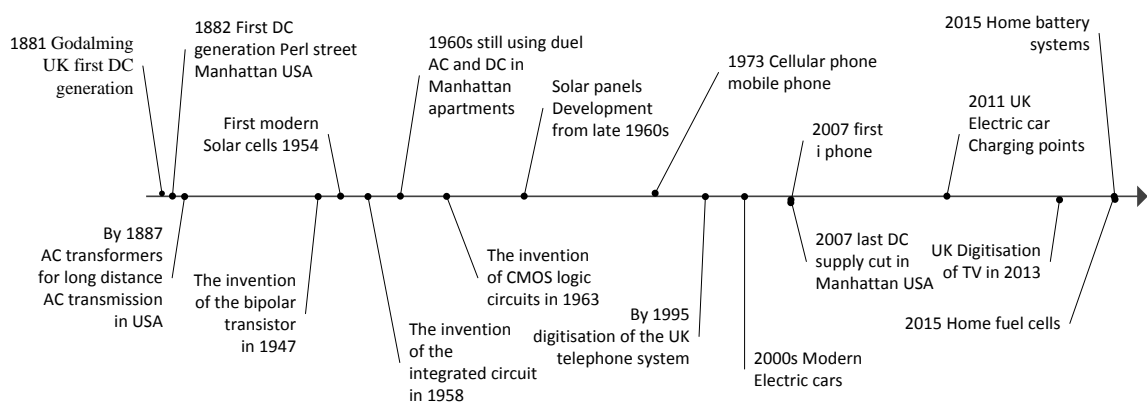 1881 Godalming
UK first DC
generation
1882 First DC
generation Perl street
Manhattan USA
First modern
Solar cells 1954
1960s still using duel
AC and DC in
Manhattan
apartments
Solar panels
Development
from late 1960s
1973 Cellular phone
mobile phone
2007 first
i phone
2011 UK
Electric car
Charging points
2015 Home battery
systems
By 1887
AC transformers
for long distance
AC transmission
in USA
The invention
of the bipolar
transistor
in 1947
The invention
of the
integrated circuit
in 1958
The invention
of CMOS logic
circuits in 1963
By 1995
digitisation of the UK
telephone system
2000s Modern
Electric cars
2007 last DC
supply cut in
Manhattan USA
UK Digitisation
of TV in 2013
2015 Home fuel cells